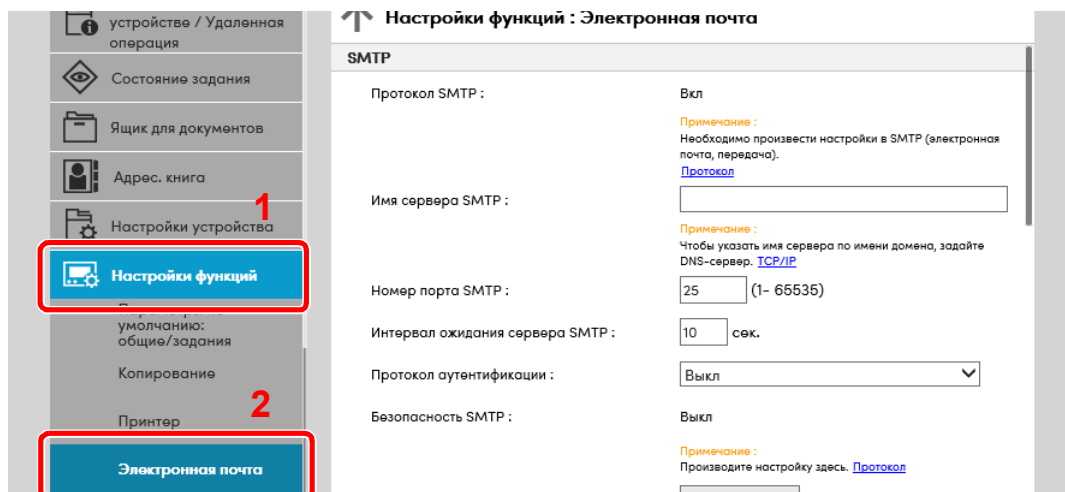 устройстве / Удаленная
операция
Состояние задания
Ящик для документов
Адрес. книга
1
Настройки устройства
Настройки функций
умолчанию:
общие/задания
Копирование
2
Принтер
Электронная почта
Настройки функций : Электронная почта
SMTP
Протокол SMTP :
Вкл
Примечание :
Необходимо произвести настройки в SMTP (электронная
почта, передача).
Протокол
Имя сервера SMTP :
Примечание :
Чтобы указать имя сервера по имени домена, задайте
DNS-сервер. TCP/IP
Номер порта SMTP :
25 (1- 65535)
Интервал ожидания сервера SMTP :
10 сек.
Протокол аутентификации :
Выкл
Безопасность SMTP :
Выкл
Примечание :
Производите настройку здесь. Протокол